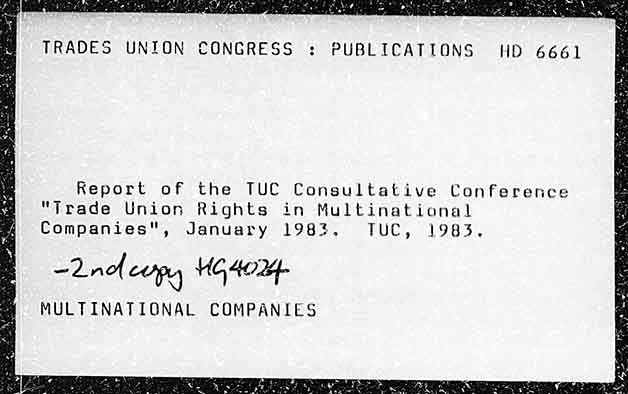 TRADES UNION CONGRESS : PUBLICATIONS HD 6661
Report of the TUC Consultative Conference
"Trade Union Rights in Multinational
Companies", January 1983. TUC, 1983.
-2nd copy HG4024
MULTINATIONAL COMPANIES